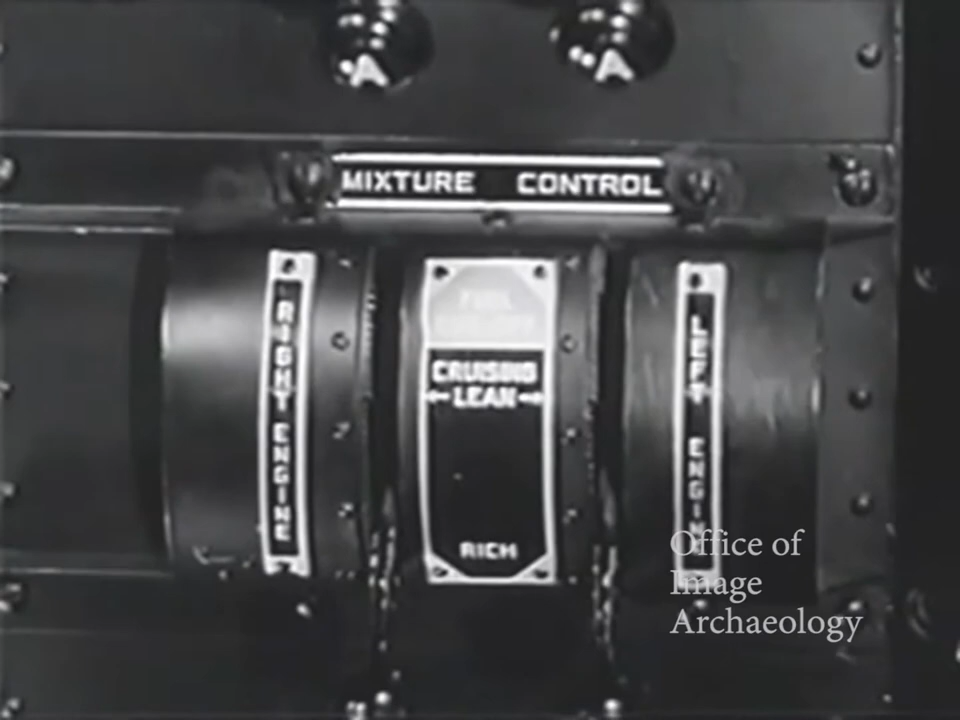 A A
MIXTURE CONTROL
RIGHT ENGINE
CRUISING
LEAN
RICH
LEFT ENGINE
Office of
Image
Archaeology